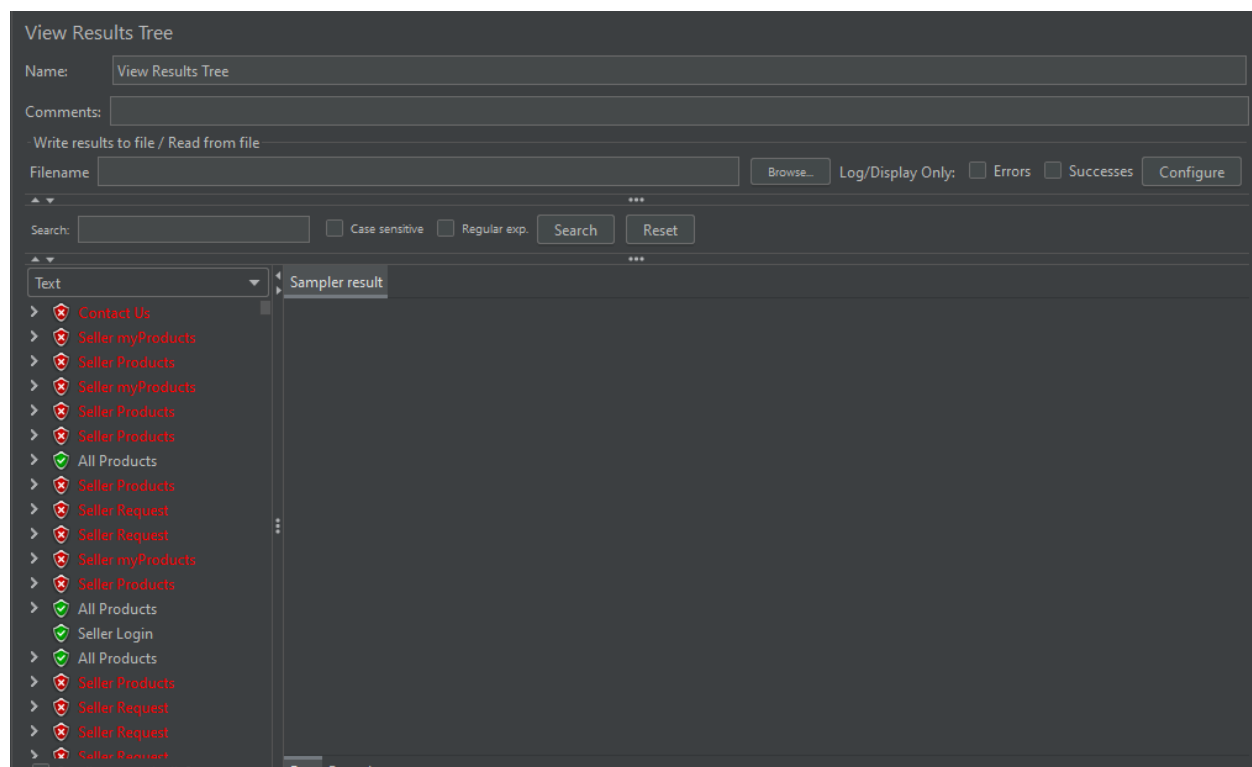 View Results Tree
Name: View Results Tree
Comments:
Write results to file / Read from file
Filename Browse... Log/Display Only: Errors Successes Configure
Search: Case sensitive Regular exp. Search Reset
Text Sampler result
Contact Us
Seller myProducts
Seller Products
Seller myProducts
Seller Products
Seller Products
All Products
Seller Products
Seller Request
Seller Request
Seller myProducts
Seller Products
All Products
Seller Login
All Products
Seller Products
Seller Request
Seller Request
Seller Request